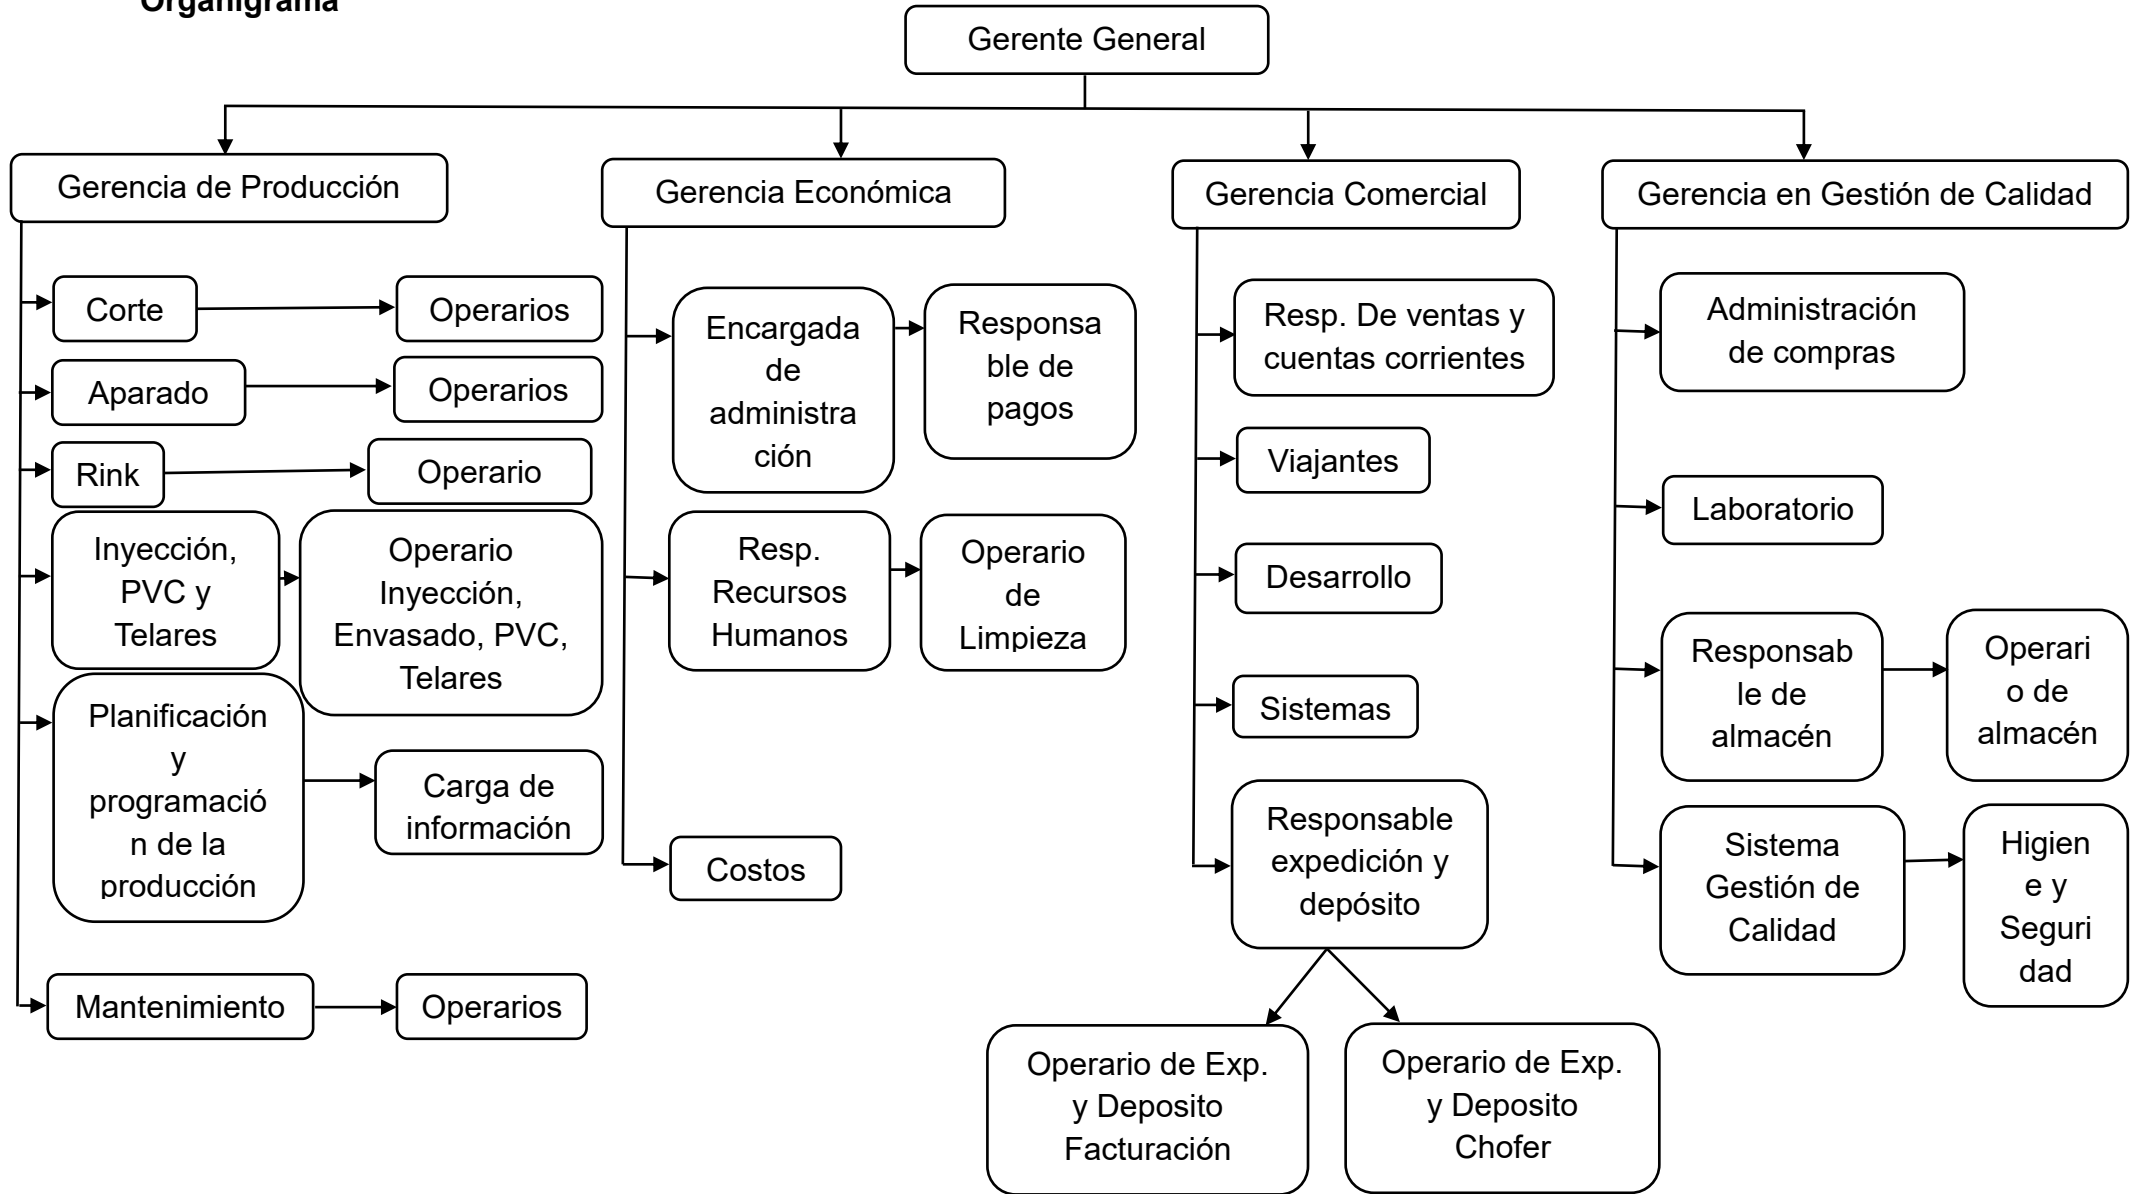 Organigrama
Gerente General
Gerencia de Producción
Gerencia Económica
Gerencia Comercial
Gerencia en Gestión de Calidad
Corte
Operarios
Aparado
Operarios
Rink
Operario
Inyección,
PVC y
Telares
Operario
Inyección,
Envasado, PVC,
Telares
Planificación
y
programació
n de la
producción
Carga de
información
Mantenimiento
Operarios
Encargada
de
administra
ción
Responsa
ble de
pagos
Resp.
Recursos
Humanos
Operario
de
Limpieza
Costos
Resp. De ventas y
cuentas corrientes
Viajantes
Desarrollo
Sistemas
Responsable
expedición y
depósito
Operario de Exp.
y Deposito
Facturación
Operario de Exp.
y Deposito
Chofer
Administración
de compras
Laboratorio
Responsab
le de
almacén
Operari
o de
almacén
Sistema
Gestión de
Calidad
Higien
e y
Seguri
dad